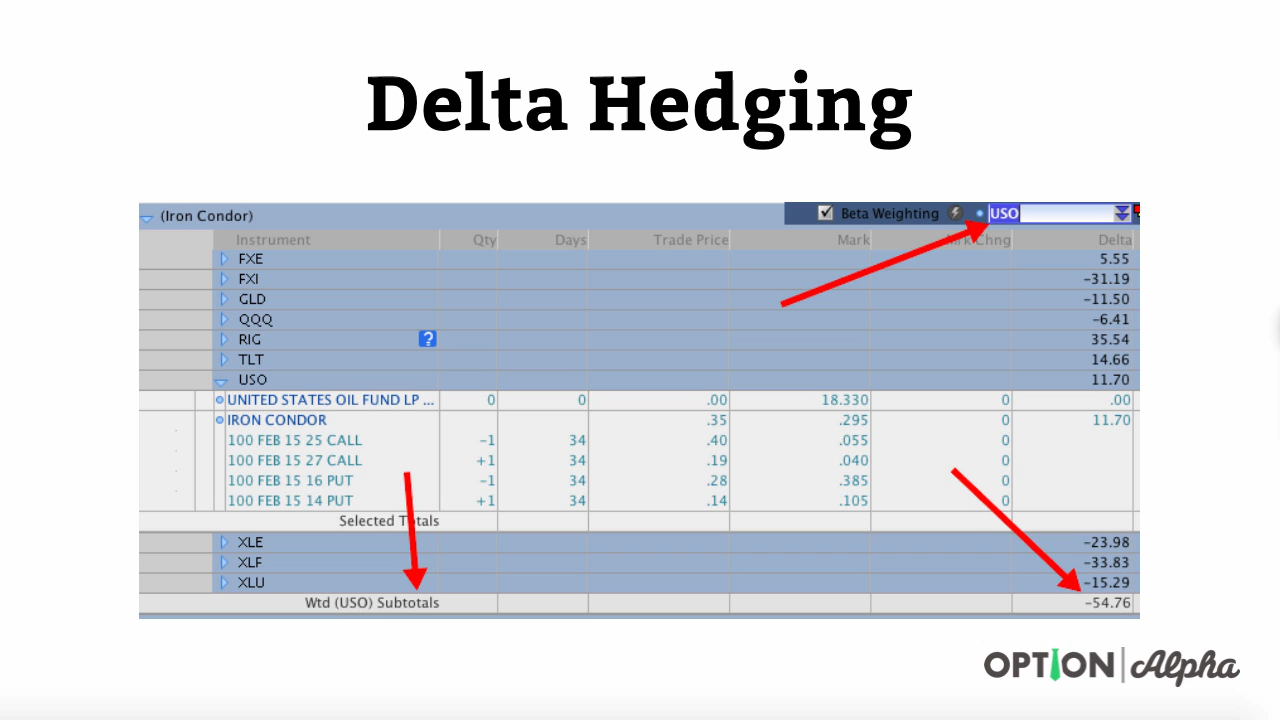 Delta Hedging
(Iron Condor) Beta Weighting USO
Instrument Qty Days Trade Price Mark Mrk Chng Delta
FXE 5.55
FXI -31.19
GLD -11.50
QQQ -6.41
RIG ? 35.54
TLT 14.66
USO 11.70
UNITED STATES OIL FUND LP ... 0 0 .00 18.330 0 .00
IRON CONDOR .35 .295 0 11.70
100 FEB 15 25 CALL -1 34 .40 .055 0
100 FEB 15 27 CALL +1 34 .19 .040 0
100 FEB 15 16 PUT -1 34 .28 .385 0
100 FEB 15 14 PUT +1 34 .14 .105 0
Selected Totals
XLE -23.98
XLF -33.83
XLU -15.29
Wtd (USO) Subtotals -54.76
OPTION | Alpha